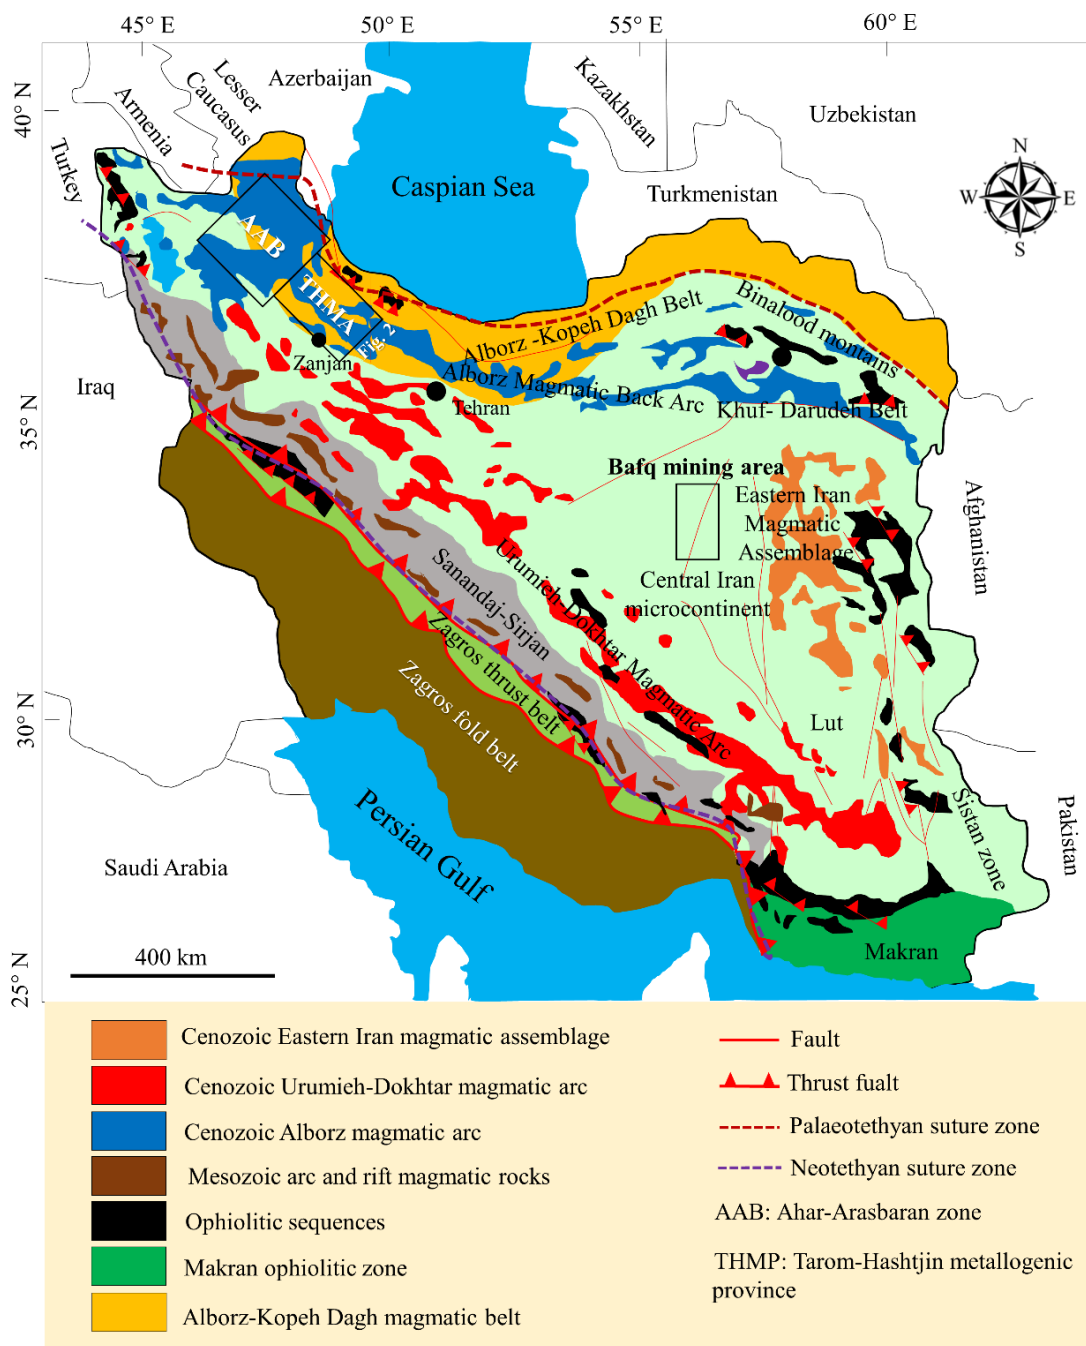 45° E
50° E
55° E
60° E
40° N
35° N
30° N
25° N
Azerbaijan
Lesser
Caucasus
Armenia
Turkey
Kazakhstan
Uzbekistan
Turkmenistan
Caspian Sea
N
W
E
S
AAB
THMA
Fig. 2
Zanjan
Tehran
Alborz -Kopeh Dagh Belt
Binalood montains
Alborz Magmatic Back Arc
Khuf- Darudeh Belt
Iraq
Bafq mining area
Eastern Iran
Magmatic
Assemblage
Afghanistan
Central Iran
microcontinent
Urumieh-Dokhtar Magmatic Arc
Sanandaj-Sirjan
Zagros thrust belt
Zagros fold belt
Lut
Sistan zone
Pakistan
Persian Gulf
Saudi Arabia
Makran
400 km
Cenozoic Eastern Iran magmatic assemblage
Cenozoic Urumieh-Dokhtar magmatic arc
Cenozoic Alborz magmatic arc
Mesozoic arc and rift magmatic rocks
Ophiolitic sequences
Makran ophiolitic zone
Alborz-Kopeh Dagh magmatic belt
Fault
Thrust fualt
Palaeotethyan suture zone
Neotethyan suture zone
AAB: Ahar-Arasbaran zone
THMP: Tarom-Hashtjin metallogenic
province